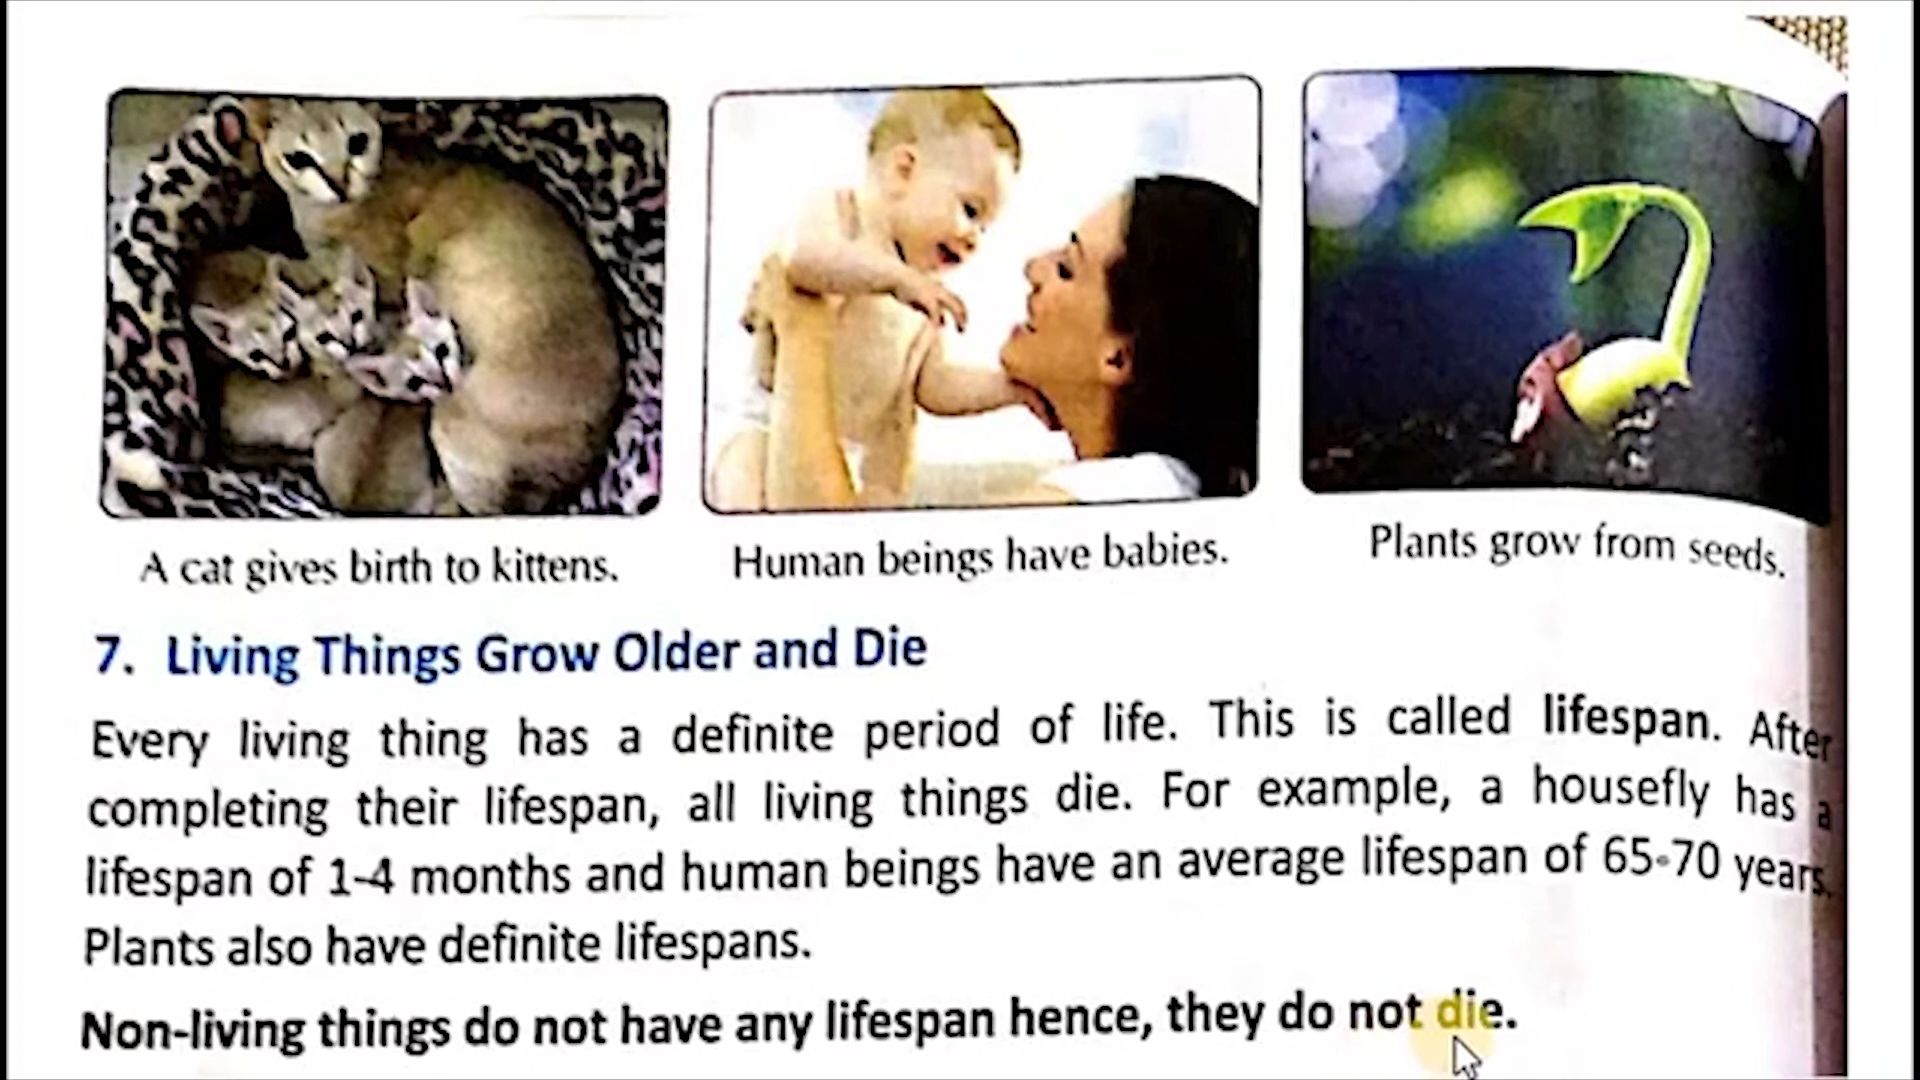 A cat gives birth to kittens.
Human beings have babies.
Plants grow from seeds.
7. Living Things Grow Older and Die
Every living thing has a definite period of life. This is called lifespan. After
completing their lifespan, all living things die. For example, a housefly has a
lifespan of 1-4 months and human beings have an average lifespan of 65-70 years.
Plants also have definite lifespans.
Non-living things do not have any lifespan hence, they do not die.